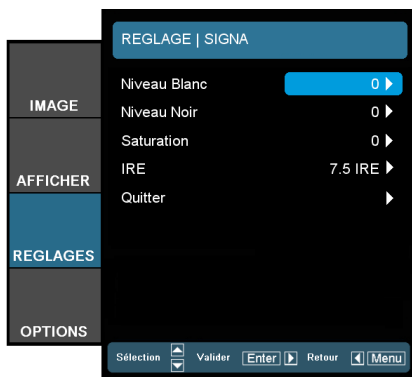 REGLAGE | SIGNA
Niveau Blanc 0
Niveau Noir 0
Saturation 0
IRE 7.5 IRE
Quitter
IMAGE
AFFICHER
REGLAGES
OPTIONS
Sélection Valider Enter Retour Menu